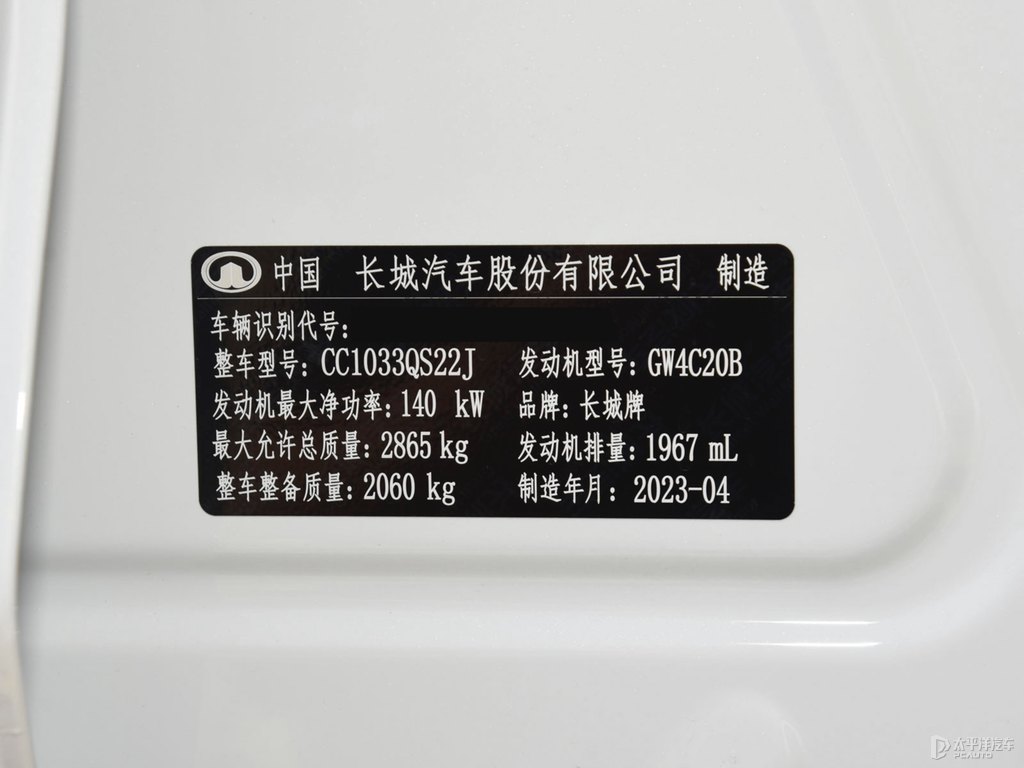 中国 长城汽车股份有限公司 制造
车辆识别代号:
整车型号: CC1033QS22J 发动机型号: GW4C20B
发动机最大净功率: 140 kW 品牌: 长城牌
最大允许总质量: 2865 kg 发动机排量: 1967 mL
整车整备质量: 2060 kg 制造年月: 2023-04
太平洋汽车
PCAUTO